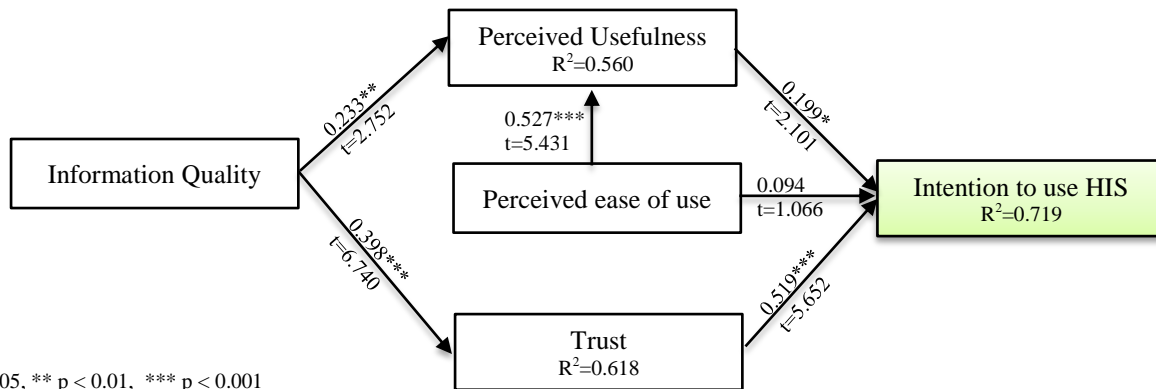 Perceived Usefulness
R²=0.560
0.233**
t=2.752
0.527***
t=5.431
0.199*
t=2.101
Information Quality
Perceived ease of use
0.094
t=1.066
Intention to use HIS
R²=0.719
0.398***
t=6.740
0.519***
t=5.652
Trust
R²=0.618
05, ** p < 0.01, *** p < 0.001